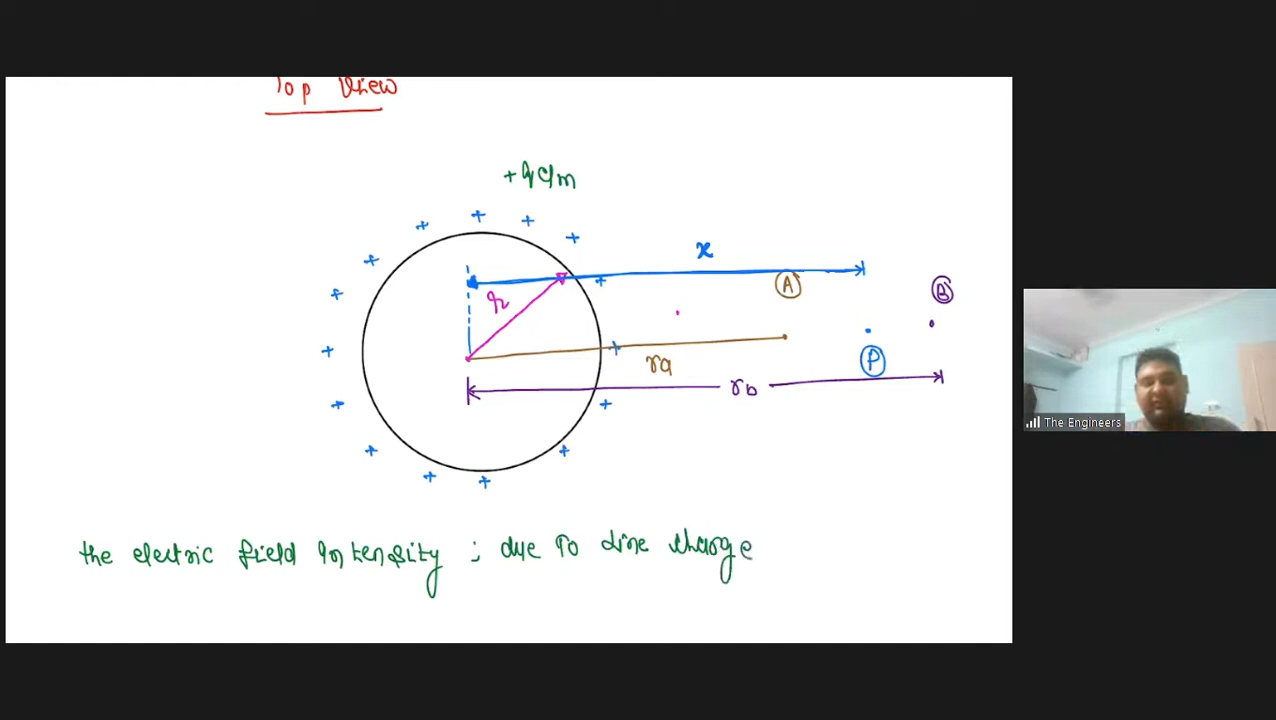 Top View
+q c/m
x
A
r
B
P
ra
rb
the electric field Intensity ; due to line charge
The Engineers